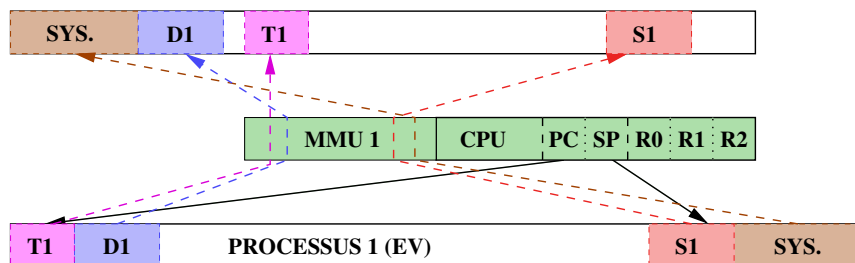 SYS. D1 T1 S1
MMU 1 CPU PC SP R0 R1 R2
T1 D1 PROCESSUS 1 (EV) S1 SYS.